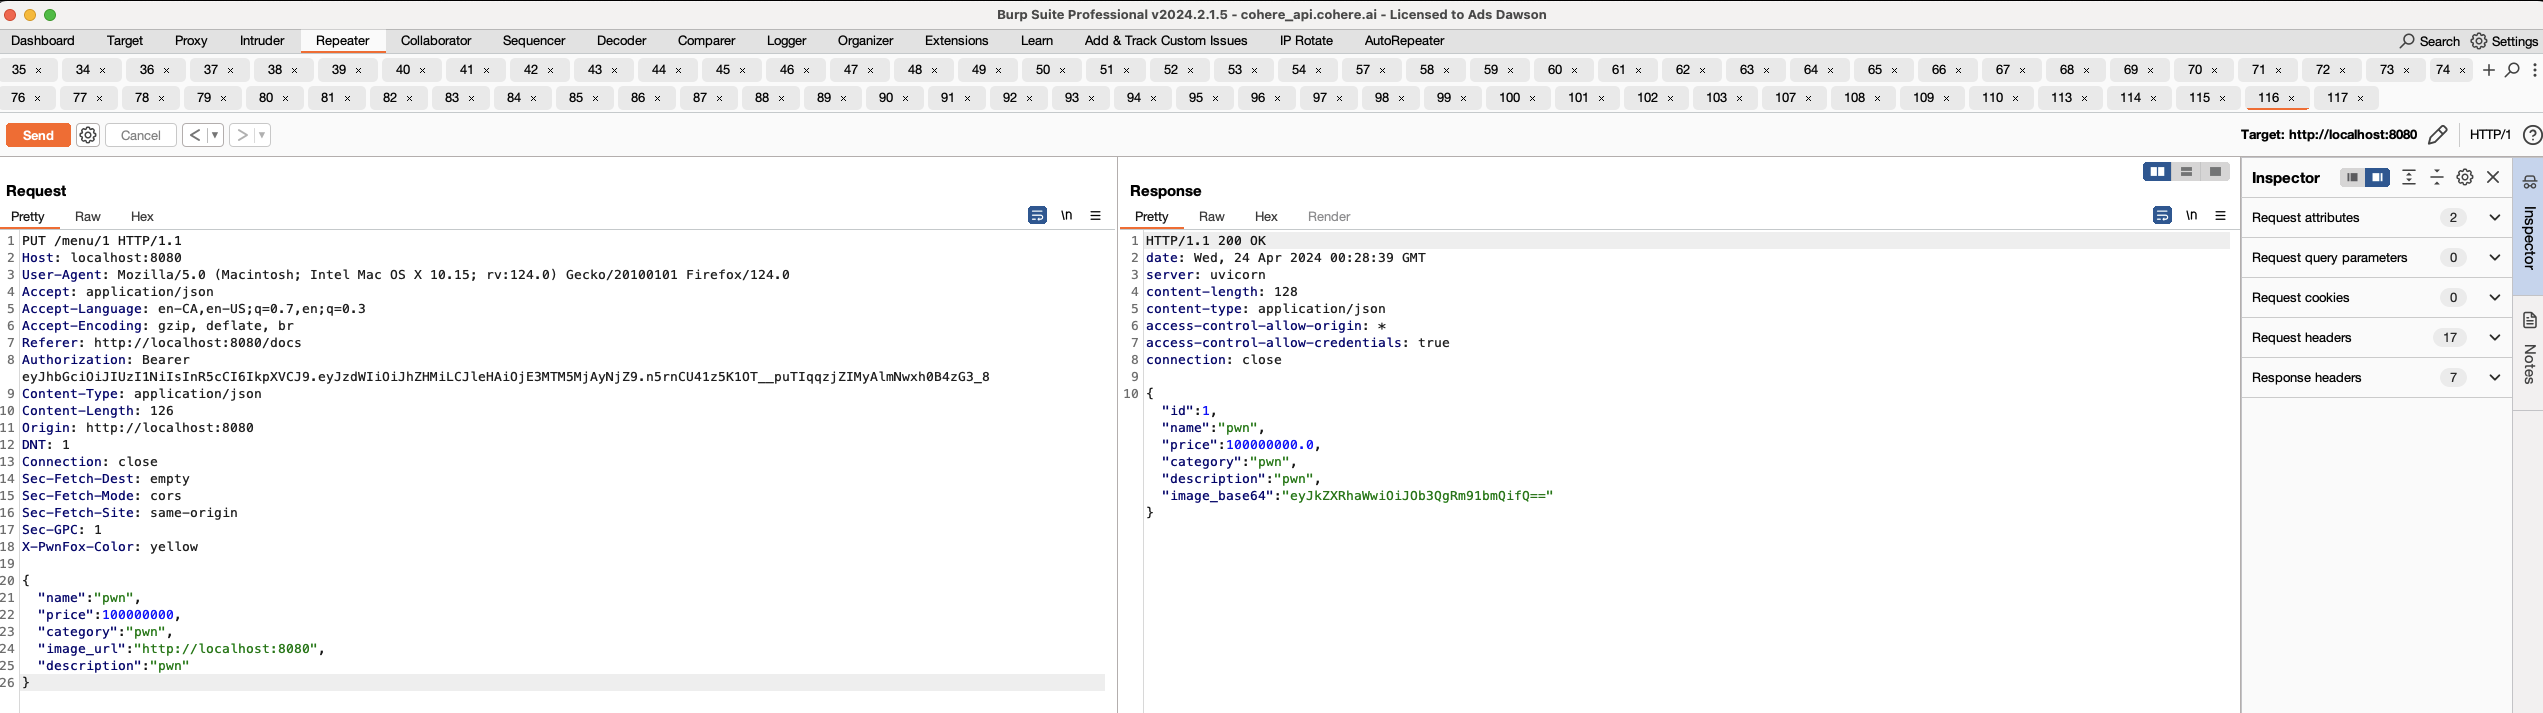 Burp Suite Professional v2024.2.1.5 - cohere_api.cohere.ai - Licensed to Ads Dawson
Dashboard Target Proxy Intruder Repeater Collaborator Sequencer Decoder Comparer Logger Organizer Extensions Learn Add & Track Custom Issues IP Rotate AutoRepeater Search Settings
35 × 34 × 36 × 37 × 38 × 39 × 40 × 41 × 42 × 43 × 44 × 45 × 46 × 47 × 48 × 49 × 50 × 51 × 52 × 53 × 54 × 57 × 58 × 59 × 60 × 61 × 62 × 63 × 64 × 65 × 66 × 67 × 68 × 69 × 70 × 71 × 72 × 73 × 74 ×
76 × 77 × 78 × 79 × 80 × 81 × 82 × 83 × 84 × 85 × 86 × 87 × 88 × 89 × 90 × 91 × 92 × 93 × 94 × 95 × 96 × 97 × 98 × 99 × 100 × 101 × 102 × 103 × 107 × 108 × 109 × 110 × 113 × 114 × 115 × 116 × 117 ×
Send Cancel < > Target: http://localhost:8080 HTTP/1 ?
Request
Pretty Raw Hex \n
1 PUT /menu/1 HTTP/1.1
2 Host: localhost:8080
3 User-Agent: Mozilla/5.0 (Macintosh; Intel Mac OS X 10.15; rv:124.0) Gecko/20100101 Firefox/124.0
4 Accept: application/json
5 Accept-Language: en-CA,en-US;q=0.7,en;q=0.3
6 Accept-Encoding: gzip, deflate, br
7 Referer: http://localhost:8080/docs
8 Authorization: Bearer
eyJhbGciOiJIUzI1NiIsInR5cCI6IkpXVCJ9.eyJzdWIiOiJhZHMiLCJleHAiOjE3MTM5MjAyNjZ9.n5rnCU41z5K1OT__puTIqqzjZIMyAlmNwxh0B4zG3_8
9 Content-Type: application/json
10 Content-Length: 126
11 Origin: http://localhost:8080
12 DNT: 1
13 Connection: close
14 Sec-Fetch-Dest: empty
15 Sec-Fetch-Mode: cors
16 Sec-Fetch-Site: same-origin
17 Sec-GPC: 1
18 X-PwnFox-Color: yellow
19
20 {
21 "name":"pwn",
22 "price":100000000,
23 "category":"pwn",
24 "image_url":"http://localhost:8080",
25 "description":"pwn"
26 }
Response
Pretty Raw Hex Render \n
1 HTTP/1.1 200 OK
2 date: Wed, 24 Apr 2024 00:28:39 GMT
3 server: uvicorn
4 content-length: 128
5 content-type: application/json
6 access-control-allow-origin: *
7 access-control-allow-credentials: true
8 connection: close
9
10 {
"id":1,
"name":"pwn",
"price":100000000.0,
"category":"pwn",
"description":"pwn",
"image_base64":"eyJkZXRhaWwiOiJOb3QgRm91bmQifQ=="
}
Inspector
Request attributes 2
Request query parameters 0
Request cookies 0
Request headers 17
Response headers 7
Inspector
Notes